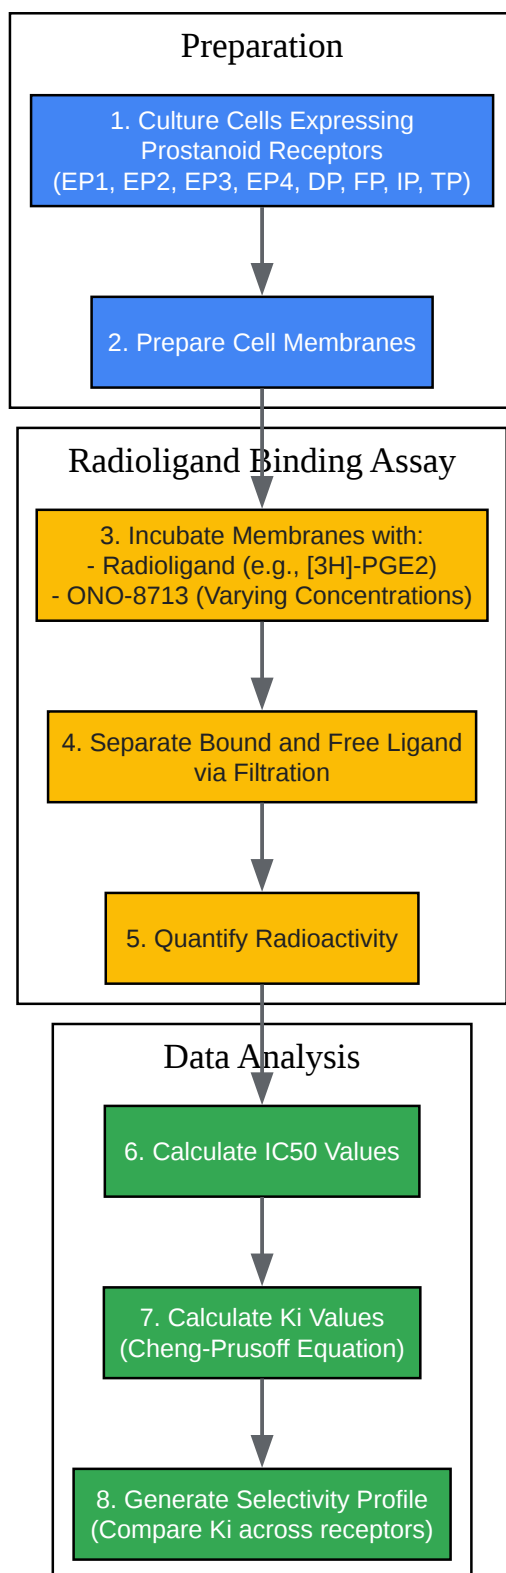 Preparation
1. Culture Cells Expressing
Prostanoid Receptors
(EP1, EP2, EP3, EP4, DP, FP, IP, TP)
2. Prepare Cell Membranes
Radioligand Binding Assay
3. Incubate Membranes with:
- Radioligand (e.g., [3H]-PGE2)
- ONO-8713 (Varying Concentrations)
4. Separate Bound and Free Ligand
via Filtration
5. Quantify Radioactivity
Data Analysis
6. Calculate IC50 Values
7. Calculate Ki Values
(Cheng-Prusoff Equation)
8. Generate Selectivity Profile
(Compare Ki across receptors)